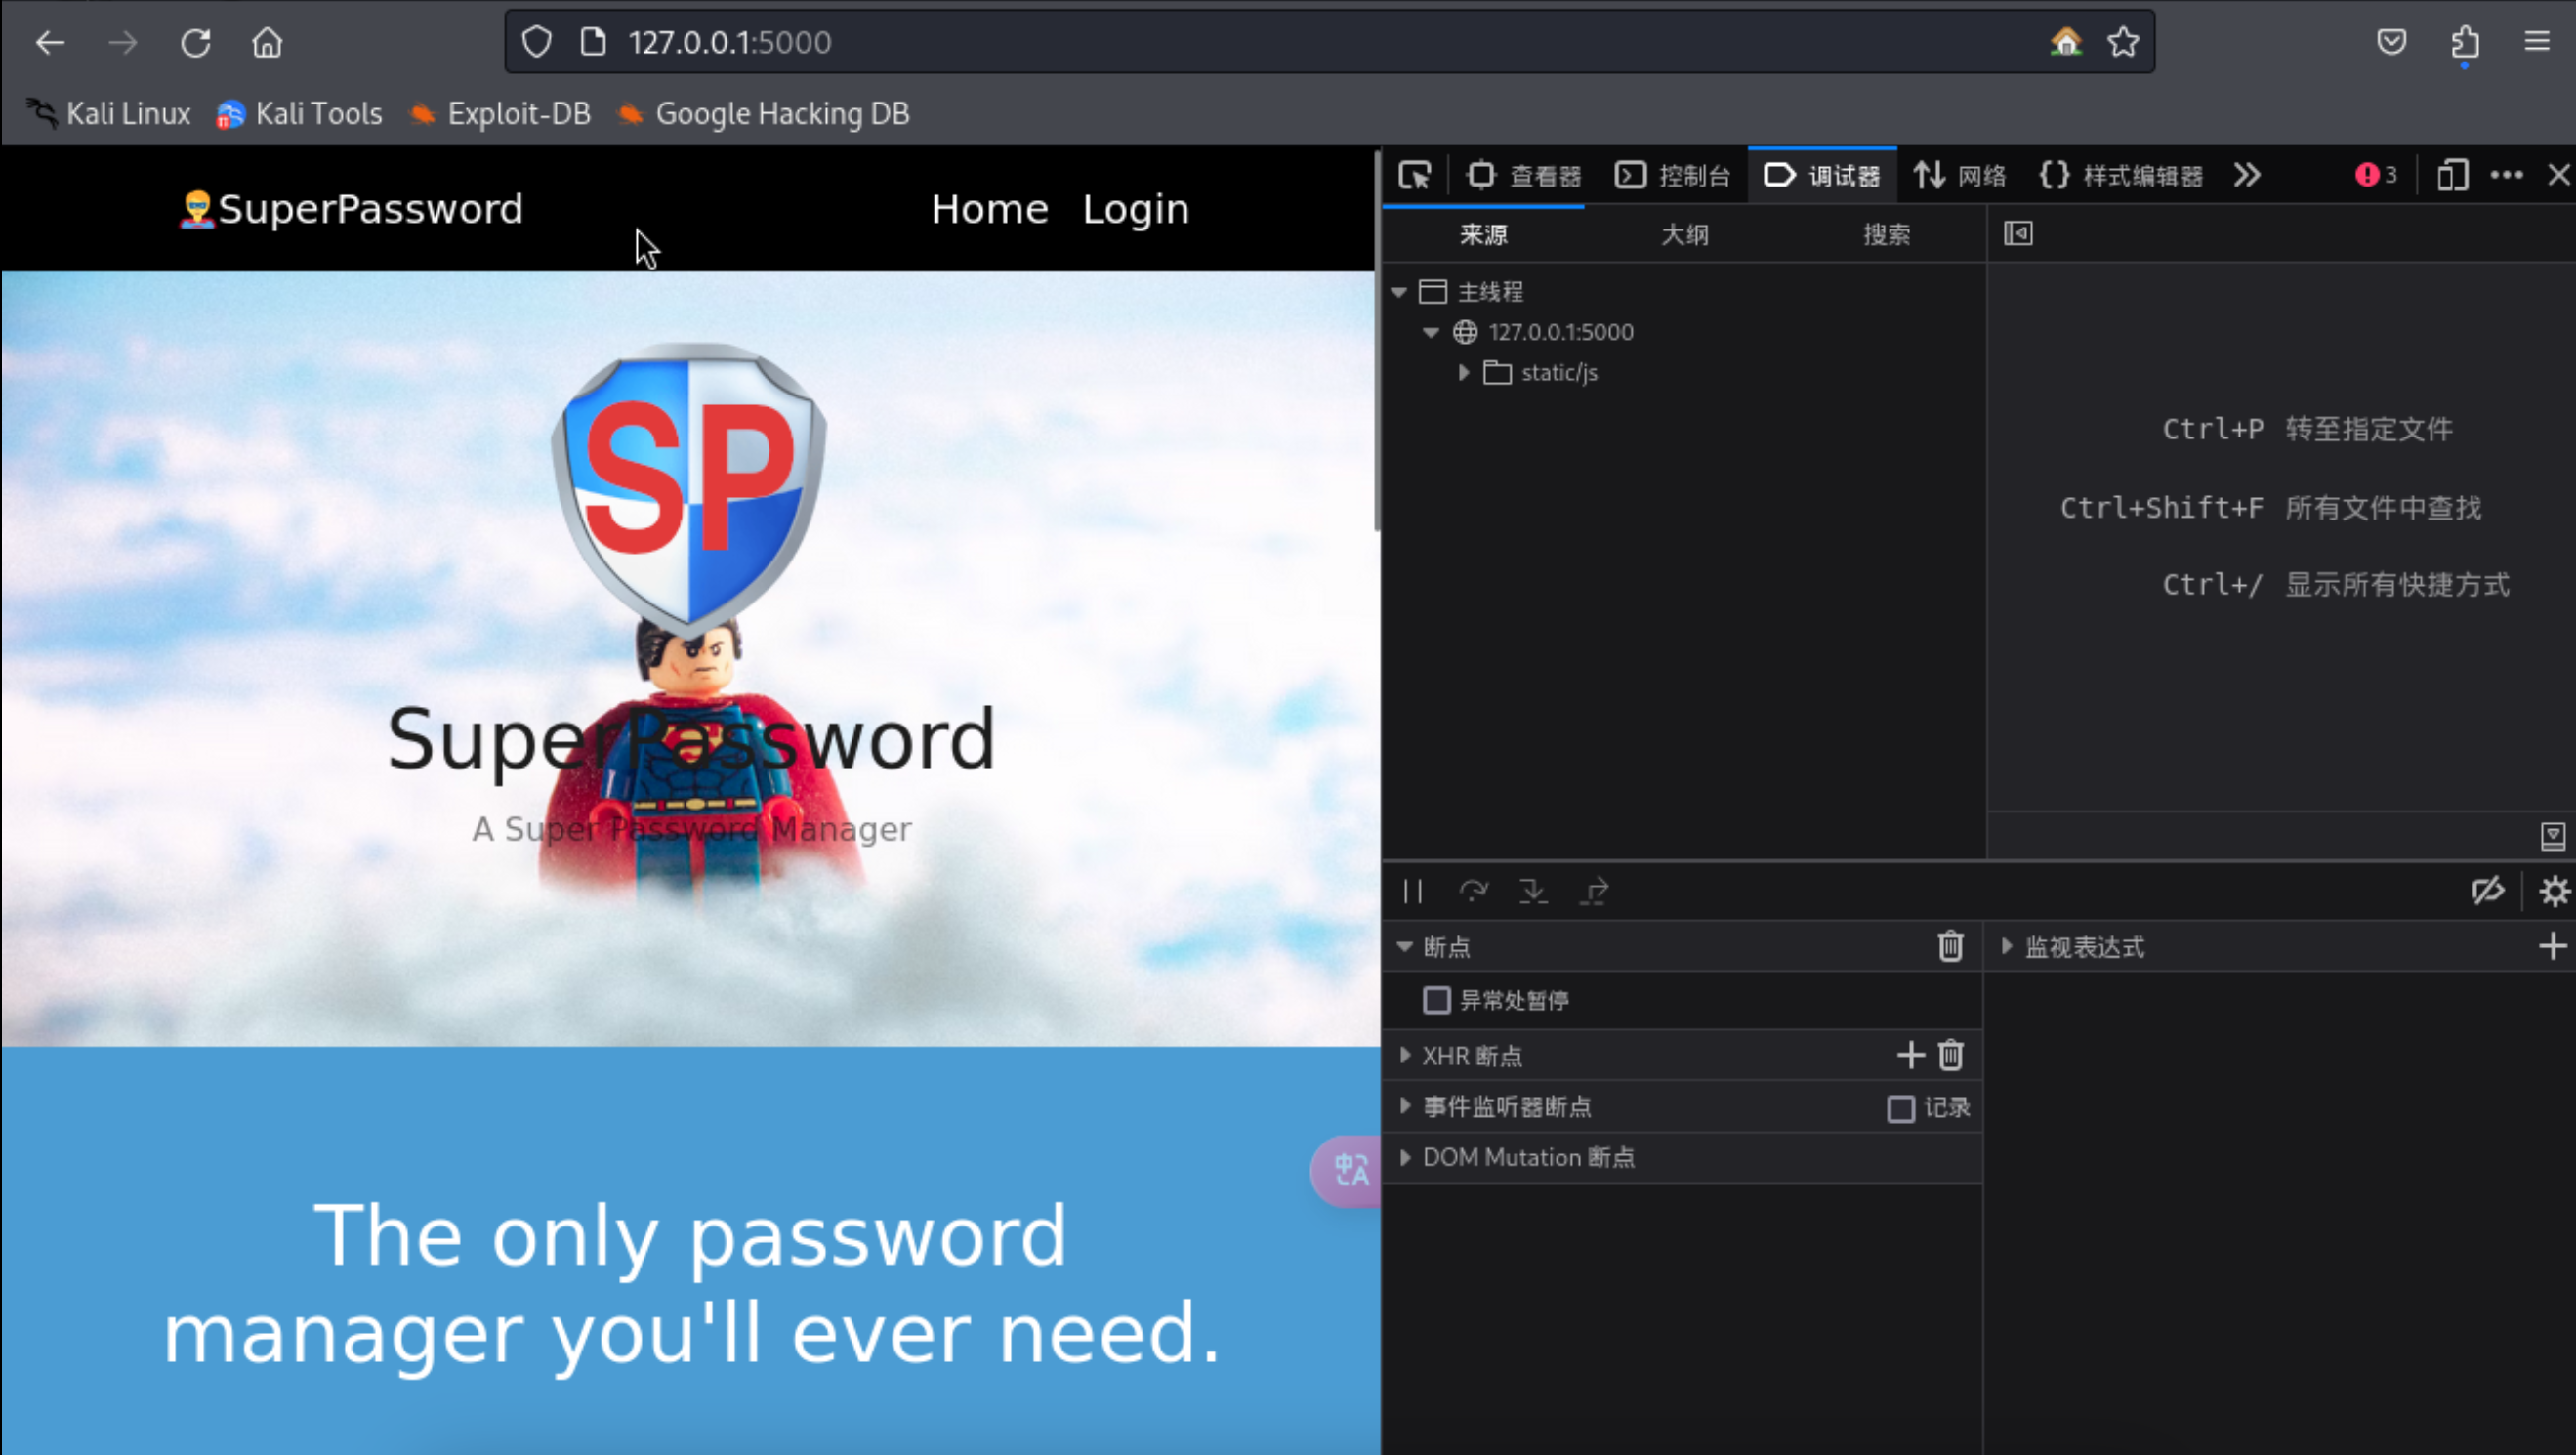 127.0.0.1:5000
Kali Linux Kali Tools Exploit-DB Google Hacking DB
SuperPassword Home Login
SP
SuperPassword
A Super Password Manager
The only password
manager you'll ever need.
中A
查看器 控制台 调试器 网络 样式编辑器 3
来源 大纲 搜索
主线程
127.0.0.1:5000
static/js
Ctrl+P 转至指定文件
Ctrl+Shift+F 所有文件中查找
Ctrl+/ 显示所有快捷方式
断点 监视表达式
异常处暂停
XHR 断点
事件监听器断点 记录
DOM Mutation 断点